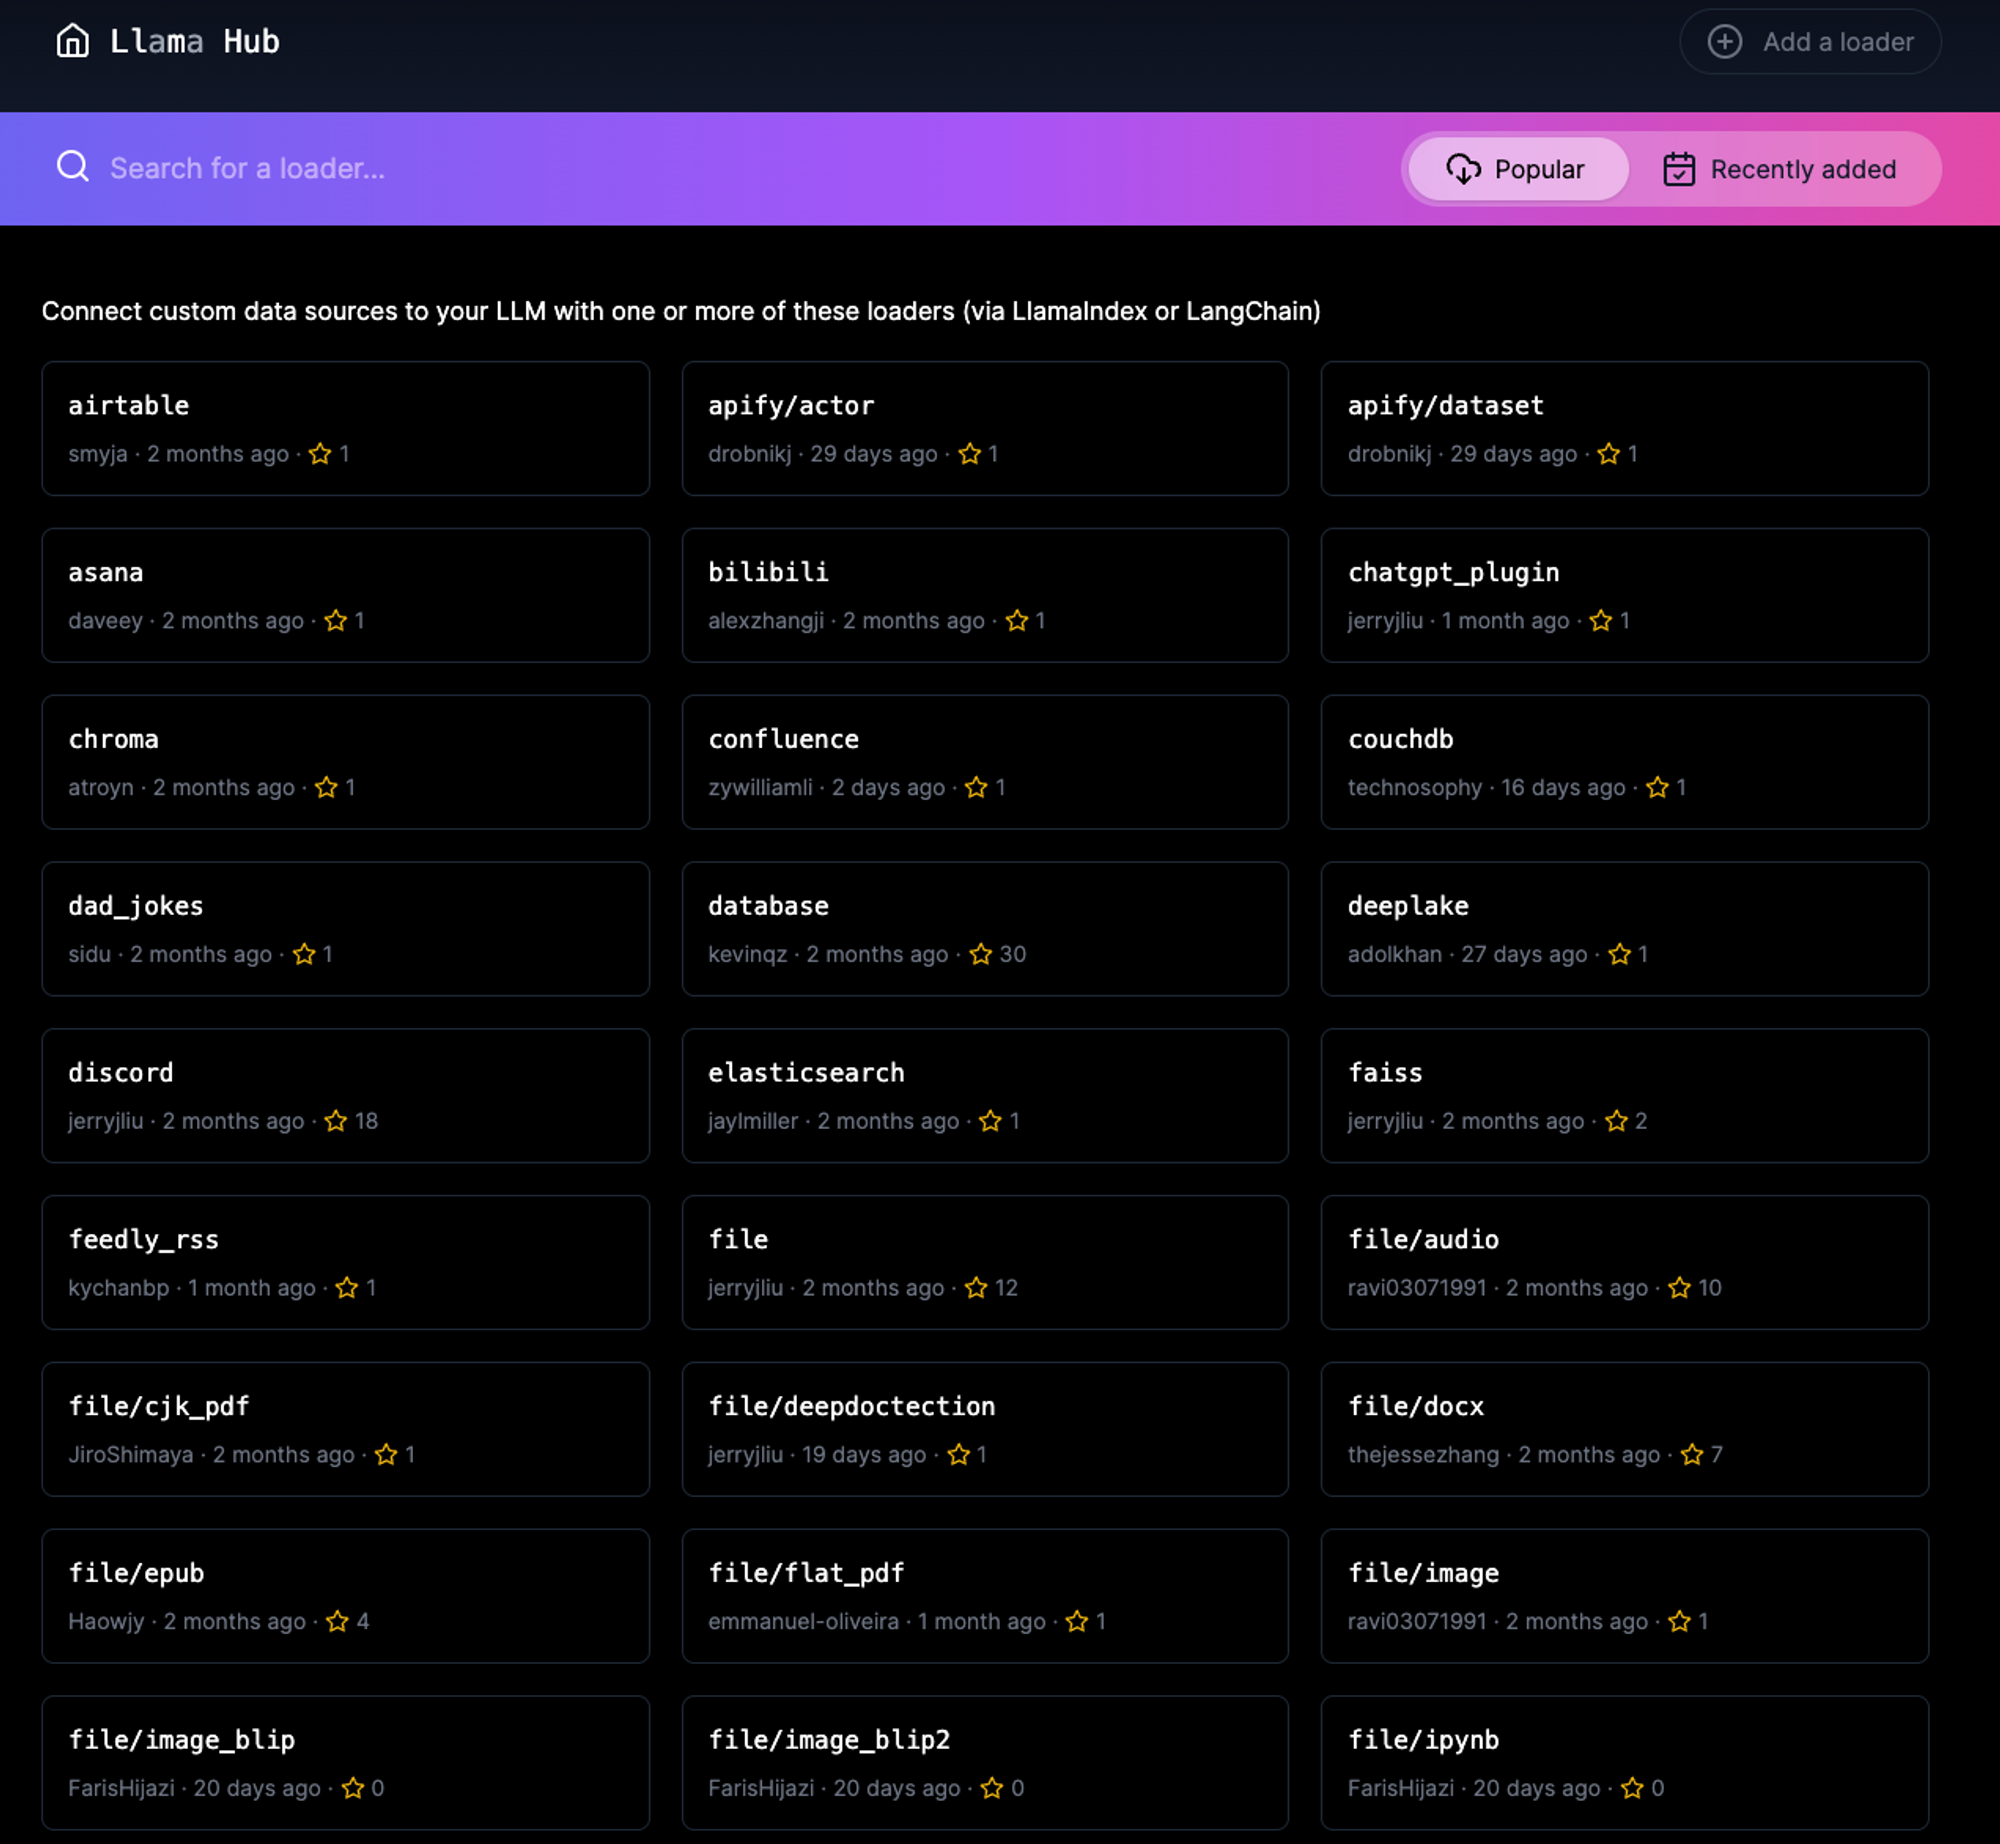 Llama Hub
Add a loader
Search for a loader...
Popular
Recently added
Connect custom data sources to your LLM with one or more of these loaders (via LlamaIndex or LangChain)
airtable
smyja · 2 months ago · 1
apify/actor
drobnikj · 29 days ago · 1
apify/dataset
drobnikj · 29 days ago · 1
asana
daveey · 2 months ago · 1
bilibili
alexzhangji · 2 months ago · 1
chatgpt_plugin
jerryjliu · 1 month ago · 1
chroma
atroyn · 2 months ago · 1
confluence
zywilliamli · 2 days ago · 1
couchdb
technosophy · 16 days ago · 1
dad_jokes
sidu · 2 months ago · 1
database
kevinqz · 2 months ago · 30
deeplake
adolkhan · 27 days ago · 1
discord
jerryjliu · 2 months ago · 18
elasticsearch
jaylmiller · 2 months ago · 1
faiss
jerryjliu · 2 months ago · 2
feedly_rss
kychanbp · 1 month ago · 1
file
jerryjliu · 2 months ago · 12
file/audio
ravi03071991 · 2 months ago · 10
file/cjk_pdf
JiroShimaya · 2 months ago · 1
file/deepdoctection
jerryjliu · 19 days ago · 1
file/docx
thejessezhang · 2 months ago · 7
file/epub
Haowjy · 2 months ago · 4
file/flat_pdf
emmanuel-oliveira · 1 month ago · 1
file/image
ravi03071991 · 2 months ago · 1
file/image_blip
FarisHijazi · 20 days ago · 0
file/image_blip2
FarisHijazi · 20 days ago · 0
file/ipynb
FarisHijazi · 20 days ago · 0